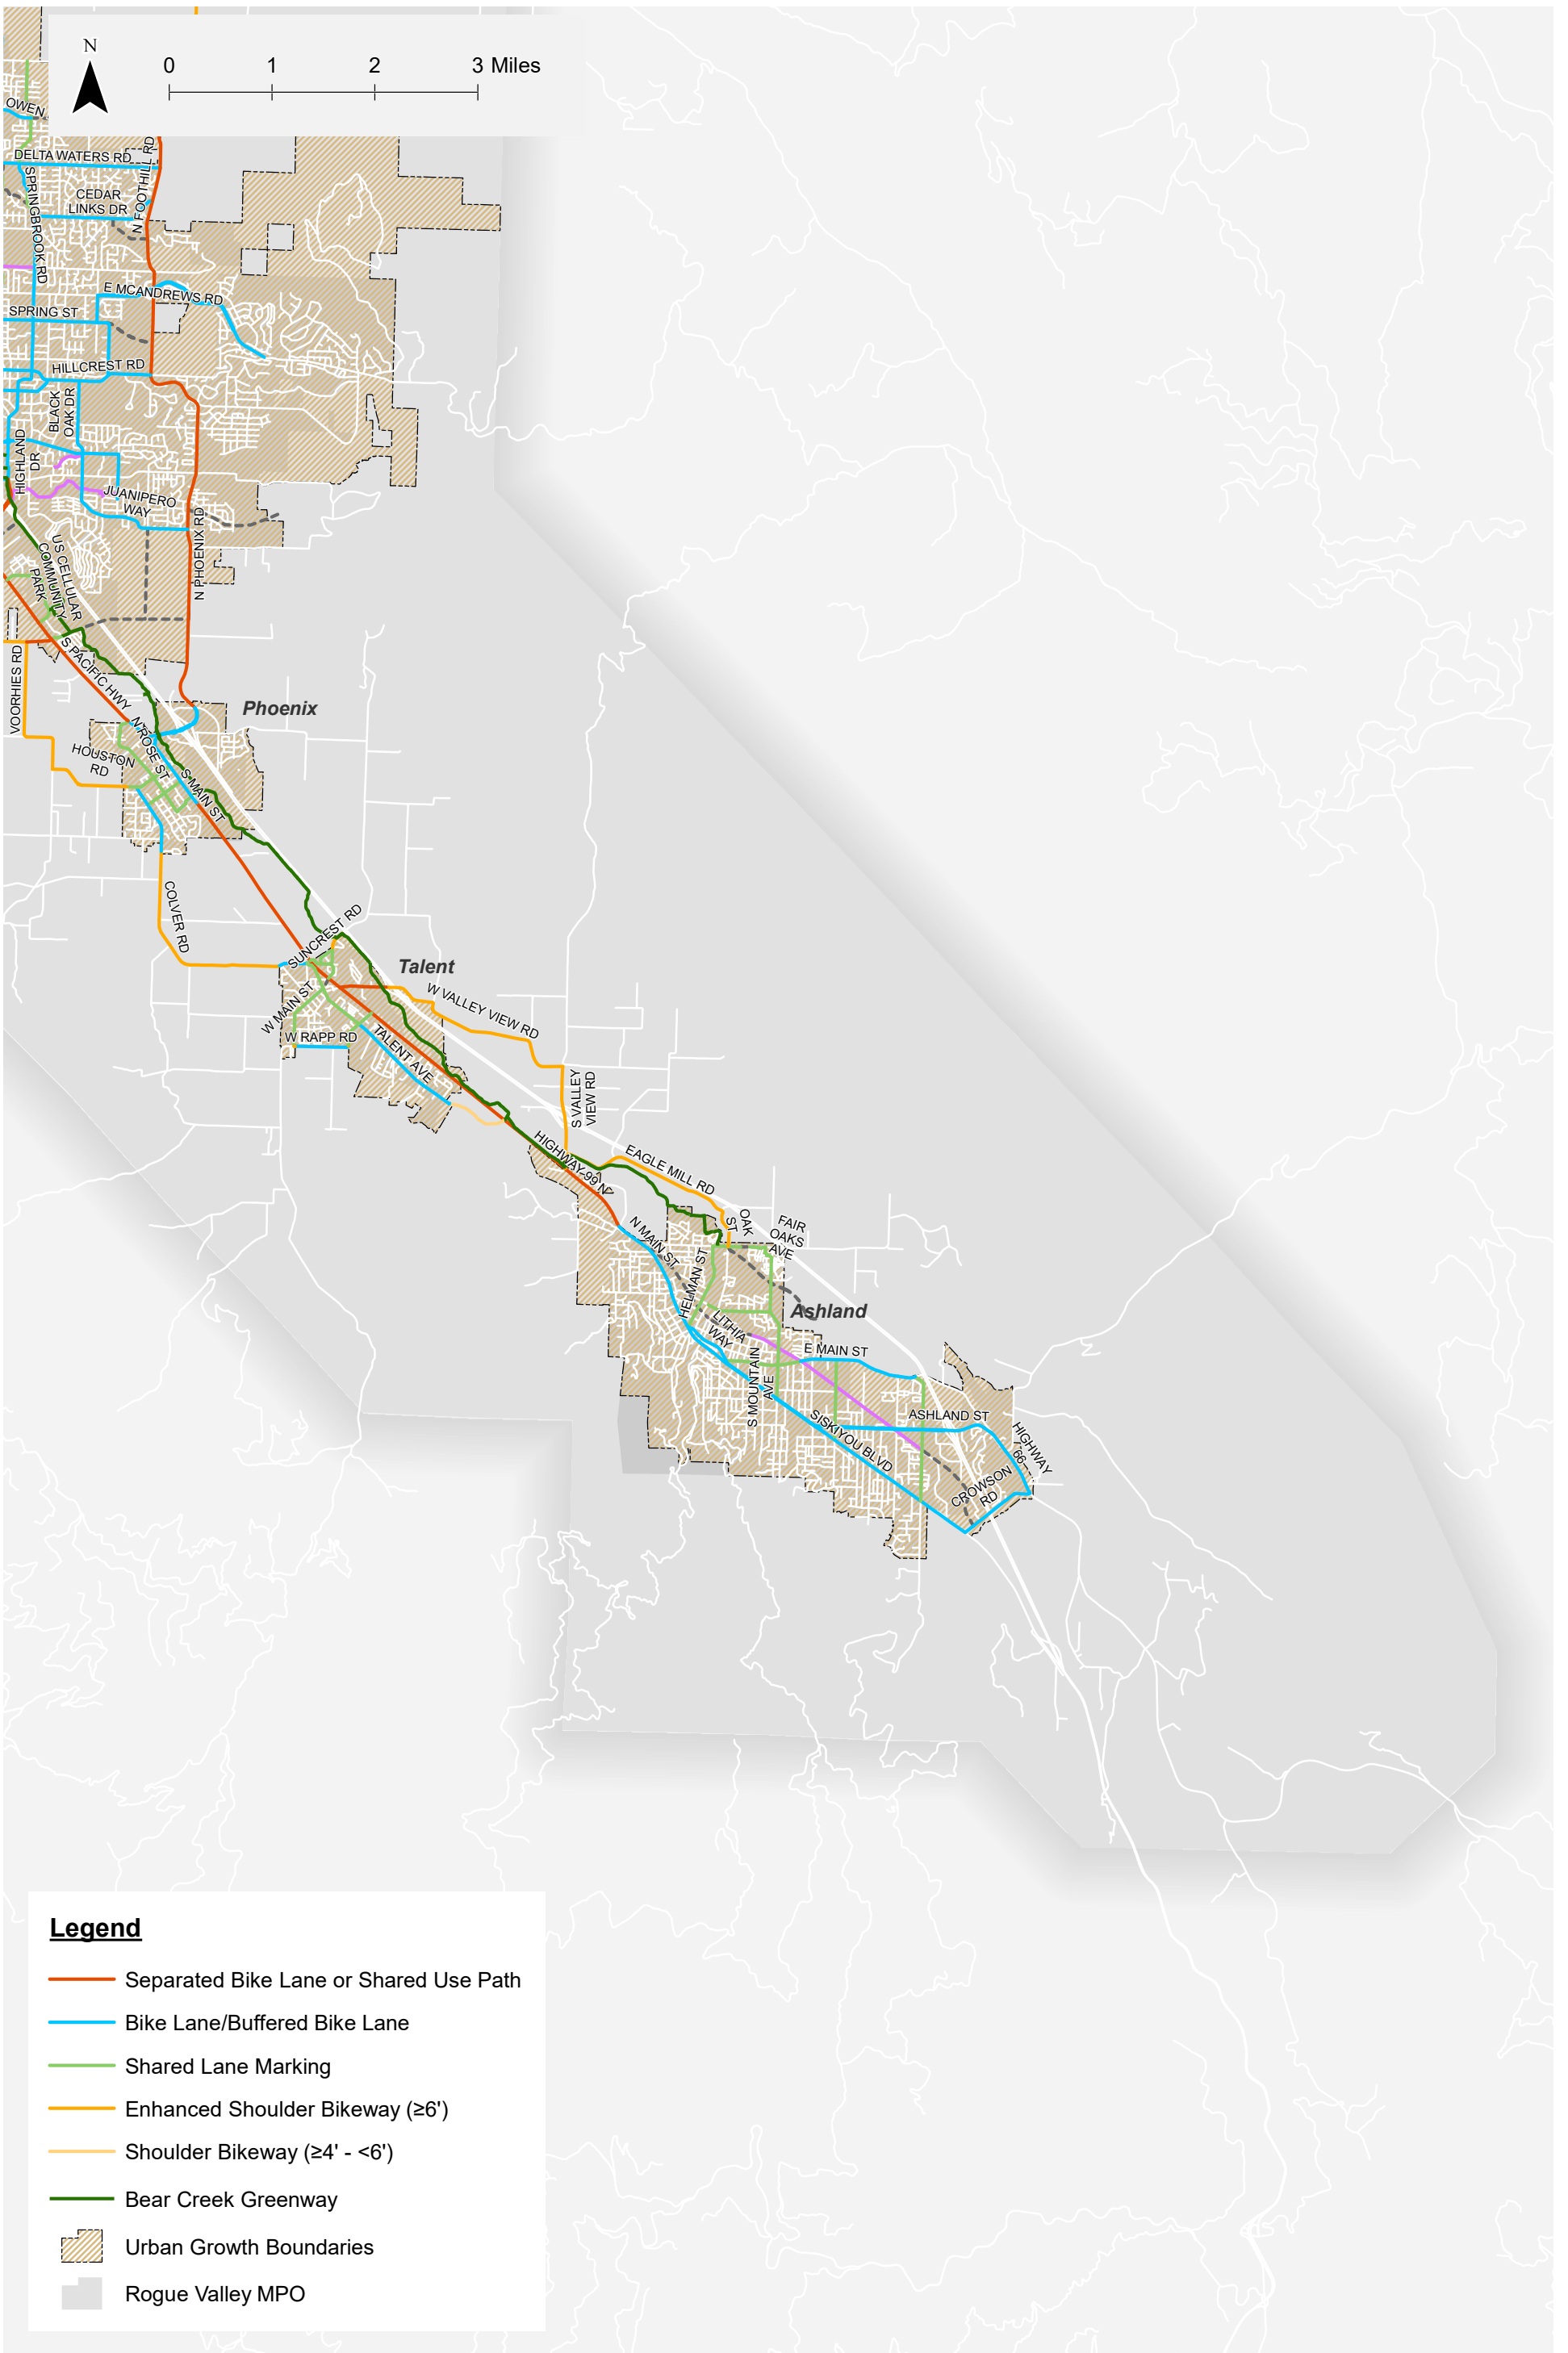 N
0 1 2 3 Miles
OWEN
DELTA WATERS RD
SPRINGBROOK RD
CEDAR
LINKS DR
N FOOTHILL RD
E MCANDREWS RD
SPRING ST
HILLCREST RD
BLACK
OAK DR
HIGHLAND
DR
JUANIPERO
WAY
N PHOENIX RD
US CELLULAR
COMMUNITY
PARK
S PACIFIC HWY
VOORHIES RD
Phoenix
N ROSE ST
HOUSTON
RD
S MAIN ST
COLVER RD
SUNCREST RD
Talent
W MAIN ST
W VALLEY VIEW RD
W RAPP RD
TALENT AVE
S VALLEY
VIEW RD
HIGHWAY 99 N
EAGLE MILL RD
OAK
ST
FAIR
OAKS
AVE
N MAIN ST
HELMAN ST
Ashland
LITHIA
WAY
E MAIN ST
S MOUNTAIN
AVE
SISKIYOU BLVD
ASHLAND ST
HIGHWAY
66
CROWSON
RD
Legend
Separated Bike Lane or Shared Use Path
Bike Lane/Buffered Bike Lane
Shared Lane Marking
Enhanced Shoulder Bikeway (≥6')
Shoulder Bikeway (≥4' - <6')
Bear Creek Greenway
Urban Growth Boundaries
Rogue Valley MPO